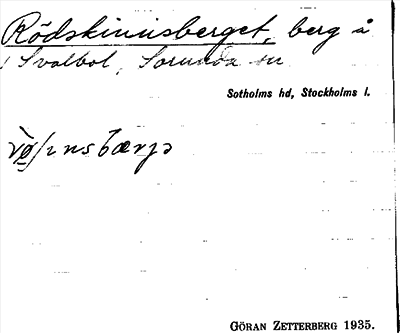 Rödskinnsberget, berg å
Svalbol, Sorunda sn
Sotholms hd, Stockholms l.
GÖRAN ZETTERBERG 1935.